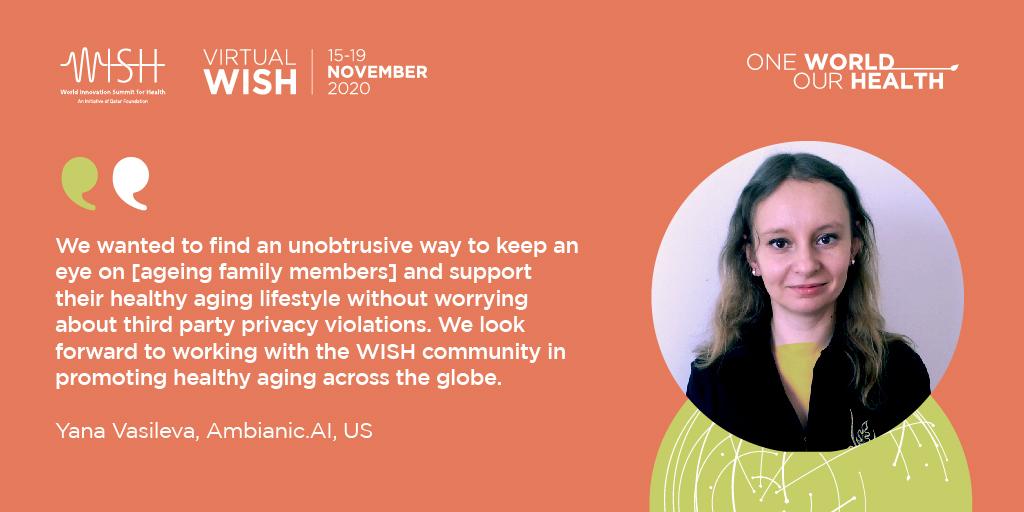 WISH
World Innovation Summit for Health
An Initiative of Qatar Foundation
VIRTUAL
WISH
15-19
NOVEMBER
2020
ONE WORLD
OUR HEALTH
We wanted to find an unobtrusive way to keep an
eye on [ageing family members] and support
their healthy aging lifestyle without worrying
about third party privacy violations. We look
forward to working with the WISH community in
promoting healthy aging across the globe.
Yana Vasileva, Ambianic.AI, US